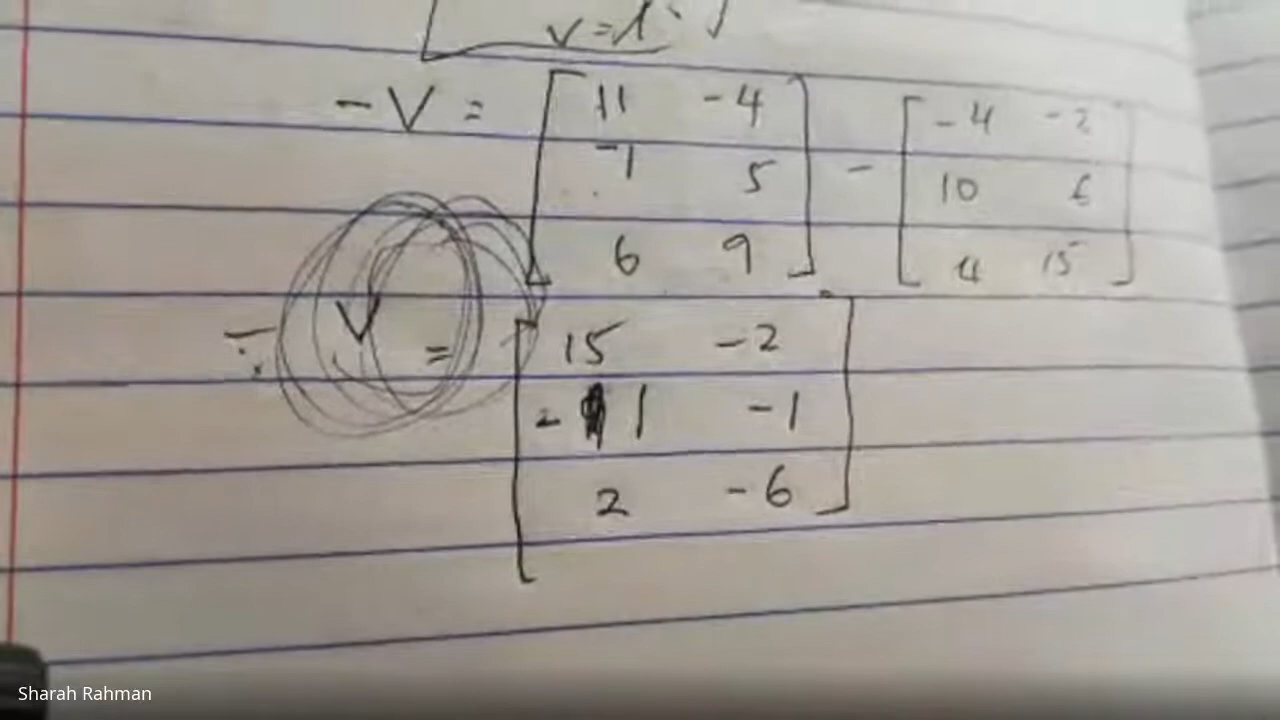 - V = [ 11 -4 ] - [ -4 -2 ]
-1 5 10 6
6 9 4 15
∴ V = [ 15 -2 ]
- 1 -1
2 -6
Sharah Rahman